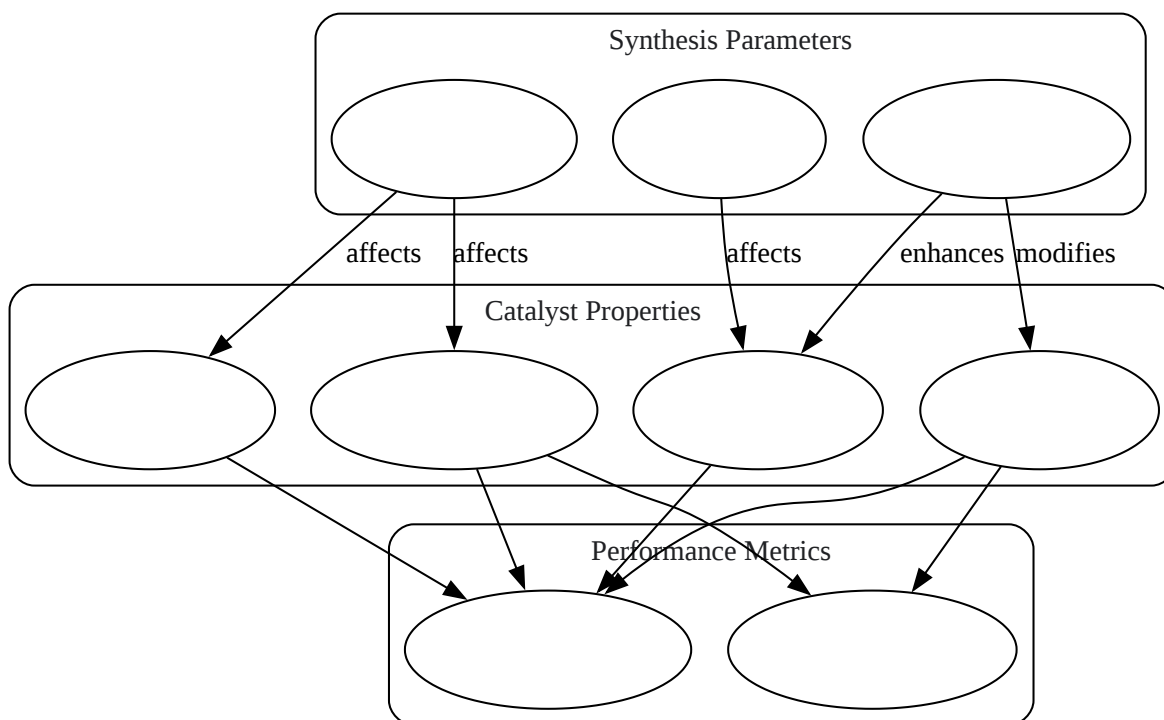 Synthesis Parameters
affects
affects
affects
enhances
modifies
Catalyst Properties
Performance Metrics